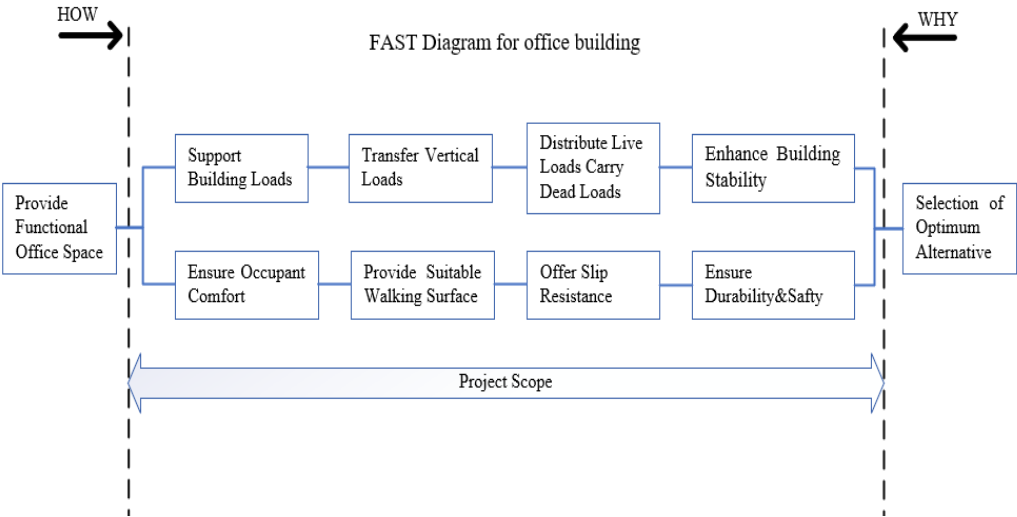 HOW
WHY
FAST Diagram for office building
Provide
Functional
Office Space
Support
Building Loads
Transfer Vertical
Loads
Distribute Live
Loads Carry
Dead Loads
Enhance Building
Stability
Ensure Occupant
Comfort
Provide Suitable
Walking Surface
Offer Slip
Resistance
Ensure
Durability&Safty
Selection of
Optimum
Alternative
Project Scope